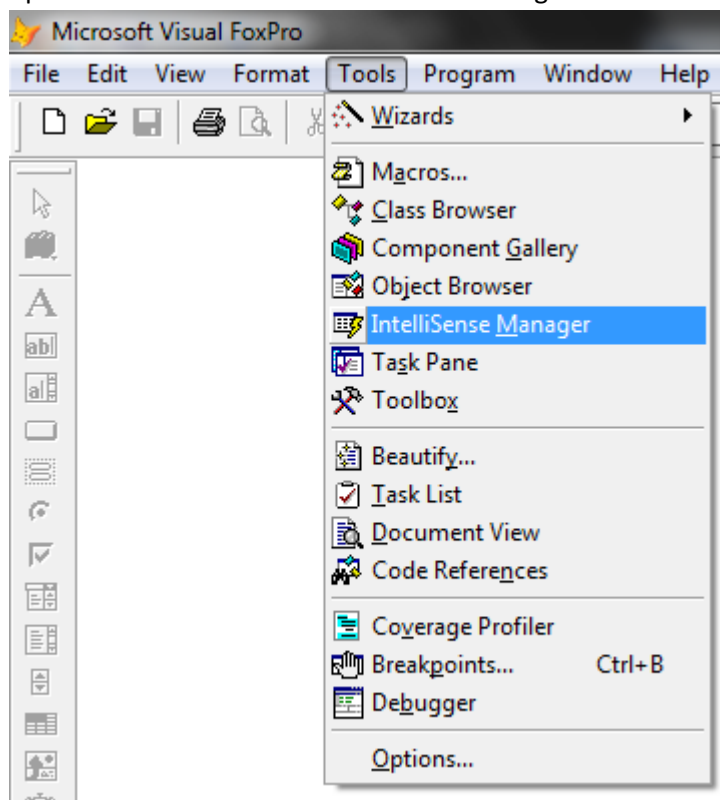 Microsoft Visual FoxPro
File Edit View Format Tools Program Window Help
Wizards
Macros...
Class Browser
Component Gallery
Object Browser
IntelliSense Manager
Task Pane
Toolbox
Beautify...
Task List
Document View
Code References
Coverage Profiler
Breakpoints... Ctrl+B
Debugger
Options...
A
ab
a